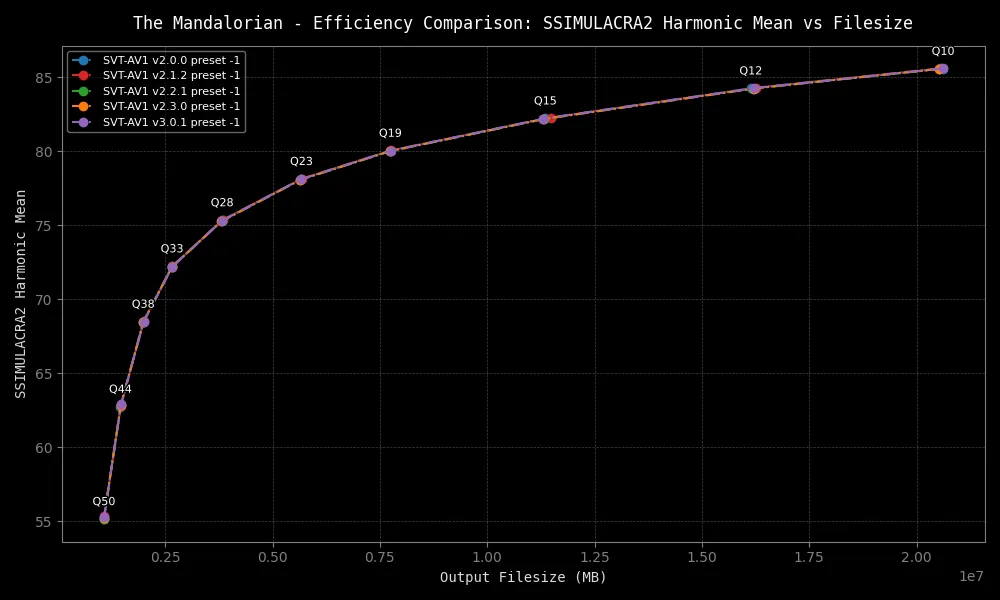 The Mandalorian - Efficiency Comparison: SSIMULACRA2 Harmonic Mean vs Filesize
SVT-AV1 v2.0.0 preset -1
SVT-AV1 v2.1.2 preset -1
SVT-AV1 v2.2.1 preset -1
SVT-AV1 v2.3.0 preset -1
SVT-AV1 v3.0.1 preset -1
Q10
Q12
Q15
Q19
Q23
Q28
Q33
Q38
Q44
Q50
SSIMULACRA2 Harmonic Mean
85
80
75
70
65
60
55
0.25 0.50 0.75 1.00 1.25 1.50 1.75 2.00
1e7
Output Filesize (MB)